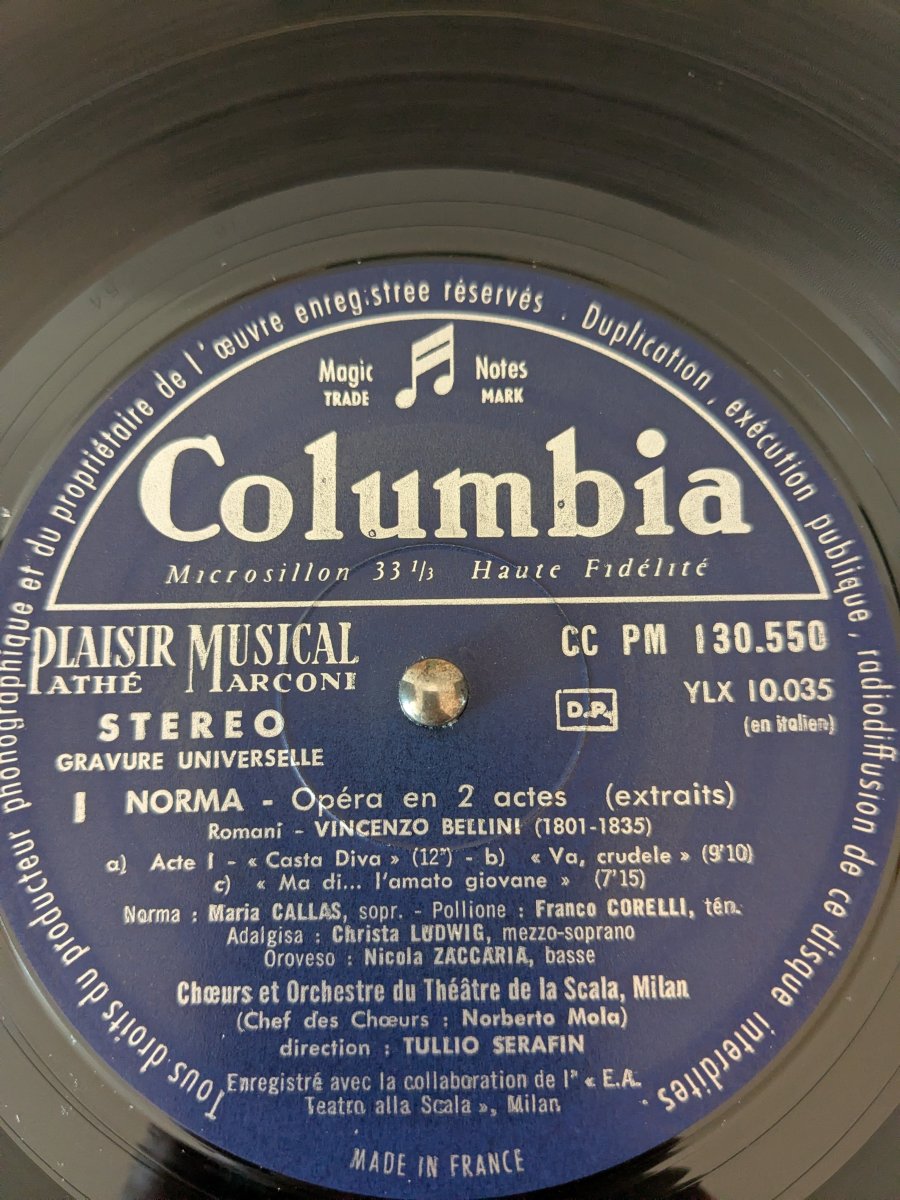 Tous droits du producteur phonographique et du propriétaire de l'œuvre enregistrée réservés . Duplication, exécution publique, radiodiffusion de ce disque interdites.
Magic Notes
TRADE MARK
Columbia
Microsillon 33 1/3 Haute Fidélité
PLAISIR MUSICAL
PATHÉ MARCONI
CC PM 130.550
YLX 10.035
D.P.
(en italien)
STEREO
GRAVURE UNIVERSELLE
I NORMA - Opéra en 2 actes (extraits)
Romani - VINCENZO BELLINI (1801-1835)
a) Acte I - « Casta Diva » (12") - b) « Va, crudele » (9'10)
c) « Ma di... l'amato giovane » (7'15)
Norma : Maria CALLAS, sopr. - Pollione : Franco CORELLI, tén.
Adalgisa : Christa LUDWIG, mezzo-soprano
Oroveso : Nicola ZACCARIA, basse
Chœurs et Orchestre du Théâtre de la Scala, Milan
(Chef des Chœurs : Norberto Mola)
direction : TULLIO SERAFIN
Enregistré avec la collaboration de l'" « E.A.
Teatro alla Scala », Milan
MADE IN FRANCE